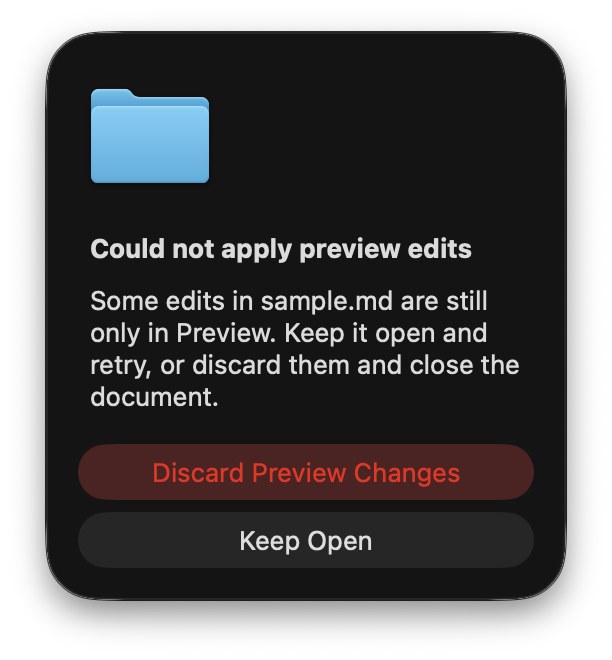 Could not apply preview edits
Some edits in sample.md are still
only in Preview. Keep it open and
retry, or discard them and close the
document.
Discard Preview Changes
Keep Open